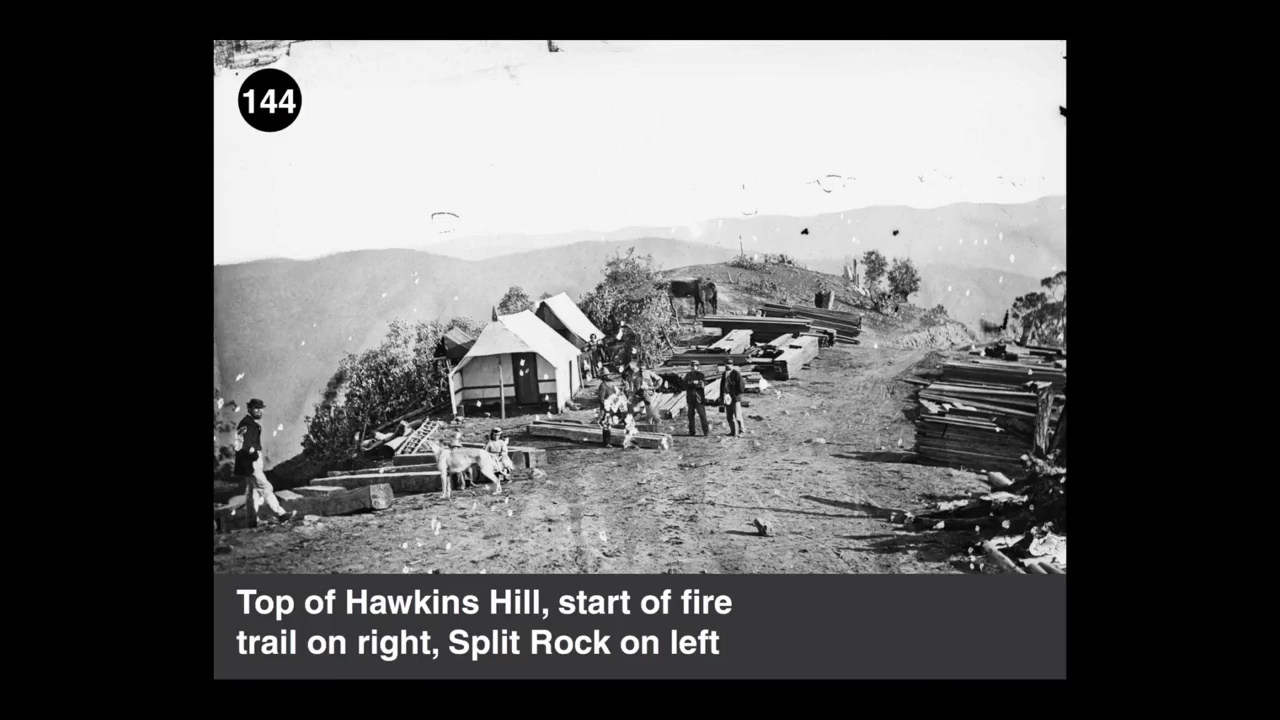 144
Top of Hawkins Hill, start of fire
trail on right, Split Rock on left